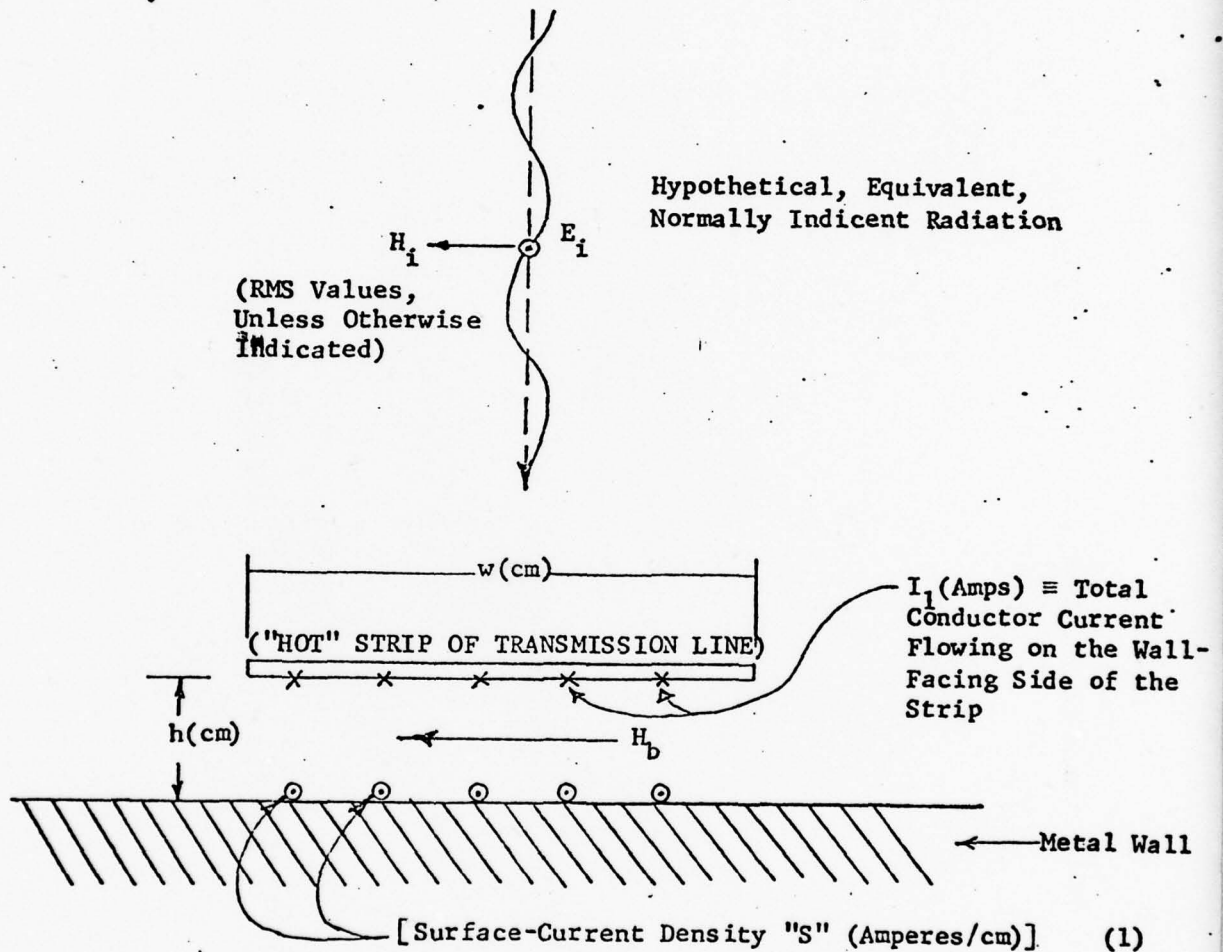 Hypothetical, Equivalent,
Normally Indicent Radiation
H_i
E_i
(RMS Values,
Unless Otherwise
Indicated)
w(cm)
("HOT" STRIP OF TRANSMISSION LINE)
I_1(Amps) ≡ Total
Conductor Current
Flowing on the Wall-
Facing Side of the
Strip
h(cm)
H_b
Metal Wall
[Surface-Current Density "S" (Amperes/cm)] (1)